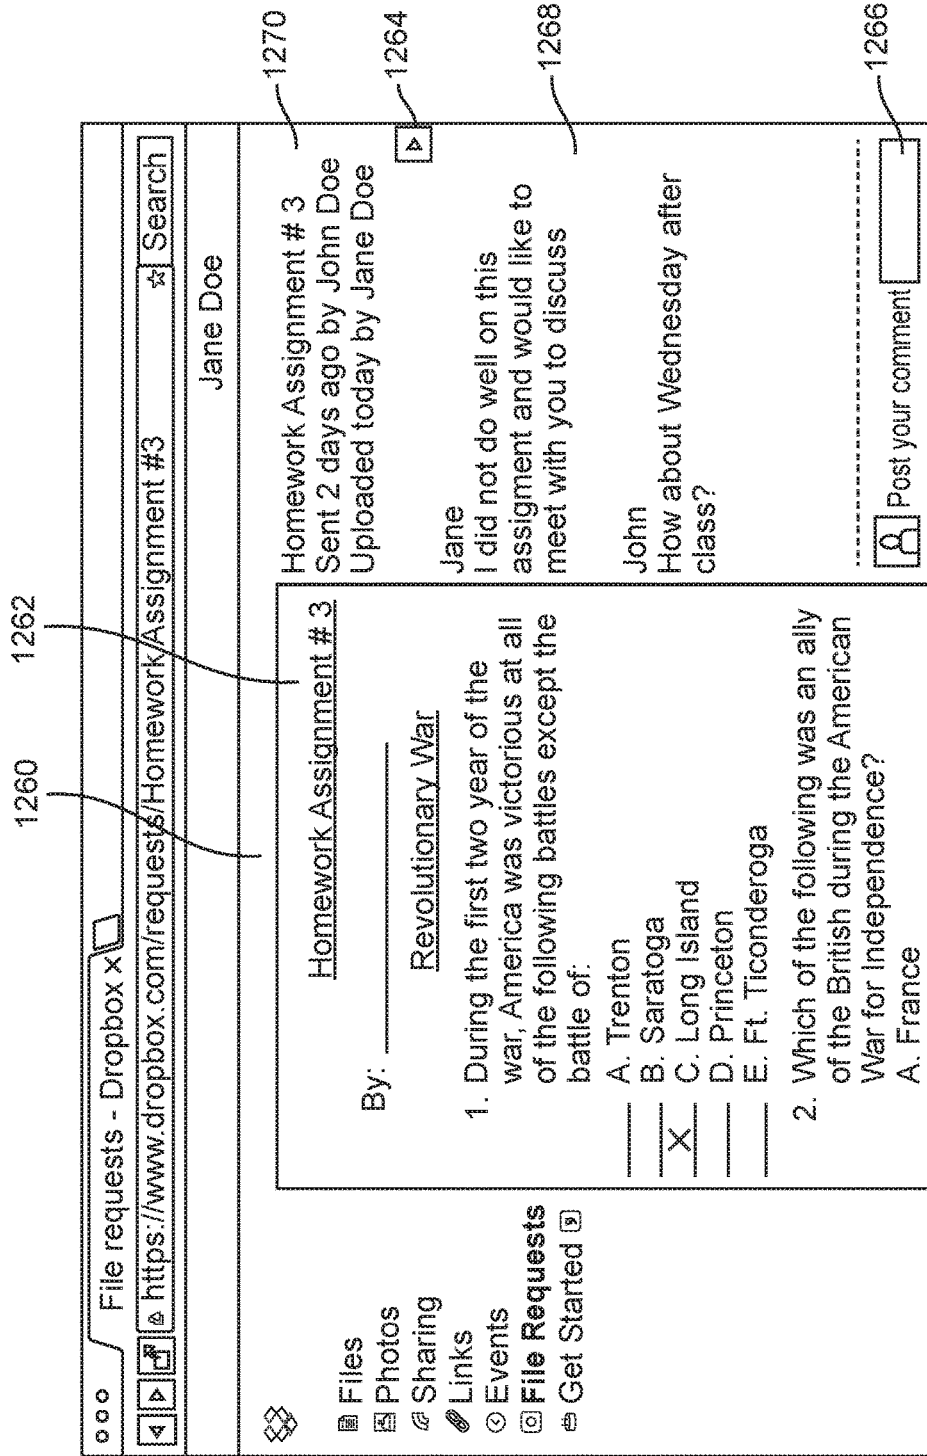 1260
1262
File requests - Dropbox x
https://www.dropbox.com/requests/HomeworkAssignment #3
Search
Jane Doe
Files
Photos
Sharing
Links
Events
File Requests
Get Started 9
Homework Assignment # 3
By:
Revolutionary War
1. During the first two year of the
war, America was victorious at all
of the following battles except the
battle of:
A. Trenton
B. Saratoga
X C. Long Island
D. Princeton
E. Ft. Ticonderoga
2. Which of the following was an ally
of the British during the American
War for Independence?
A. France
Homework Assignment # 3
Sent 2 days ago by John Doe
Uploaded today by Jane Doe
Jane
I did not do well on this
assigment and would like to
meet with you to discuss
John
How about Wednesday after
class?
Post your comment
1270
1264
1268
1266